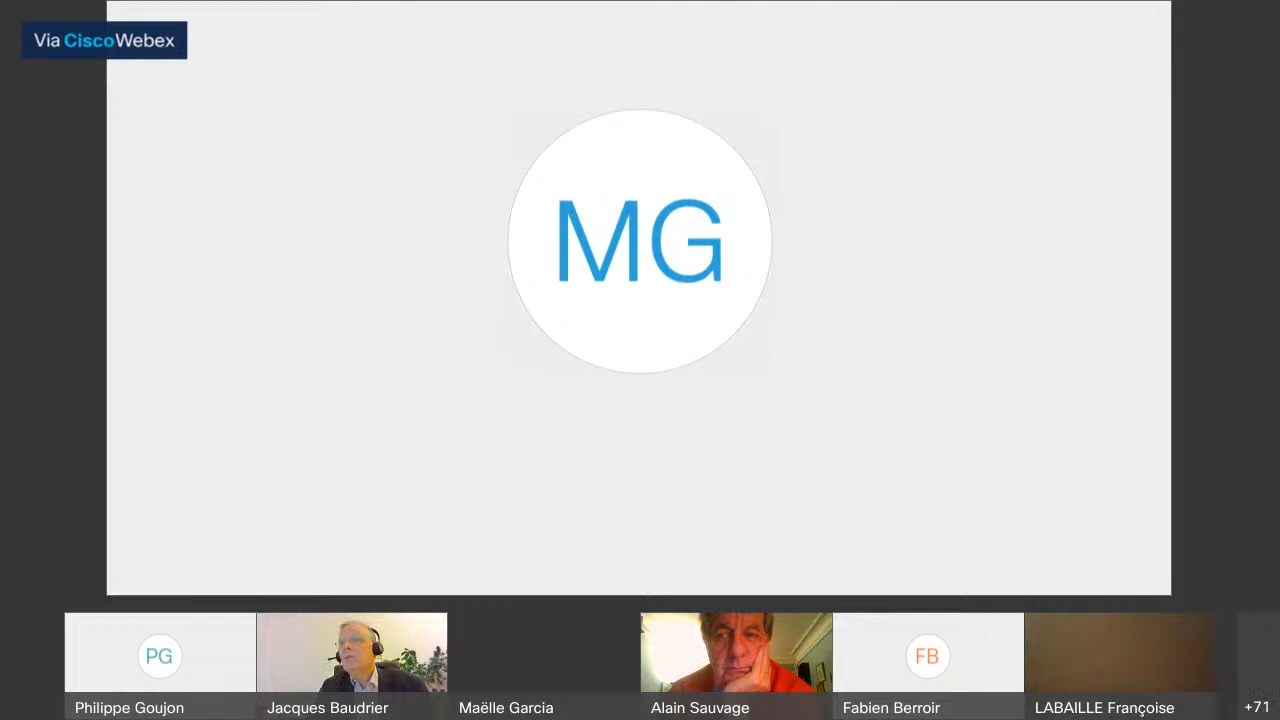 Via CiscoWebex
MG
PG
FB
Philippe Goujon
Jacques Baudrier
Maëlle Garcia
Alain Sauvage
Fabien Berroir
LABAILLE Françoise
+71